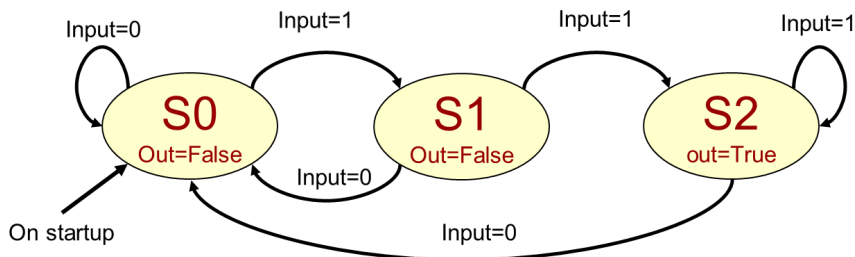 Input=0
Input=1
Input=1
Input=1
S0
Out=False
S1
Out=False
S2
out=True
Input=0
On startup
Input=0